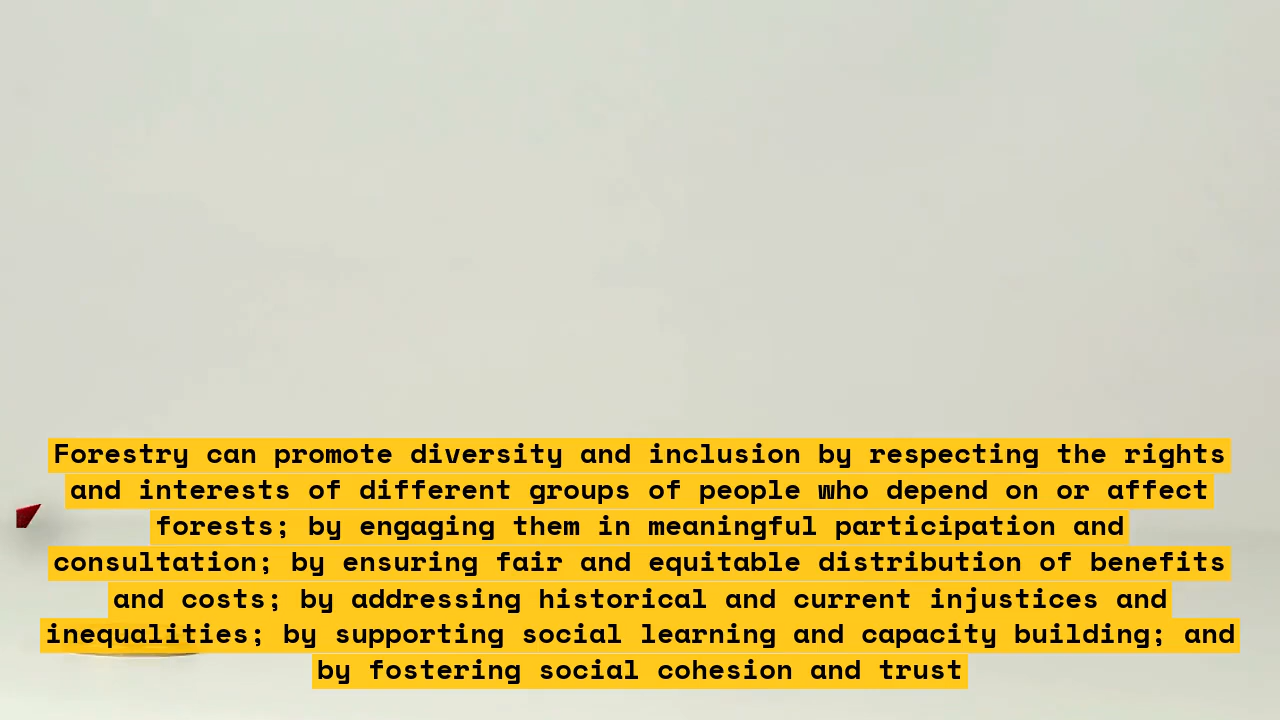 Forestry can promote diversity and inclusion by respecting the rights
and interests of different groups of people who depend on or affect
forests; by engaging them in meaningful participation and
consultation; by ensuring fair and equitable distribution of benefits
and costs; by addressing historical and current injustices and
inequalities; by supporting social learning and capacity building; and
by fostering social cohesion and trust